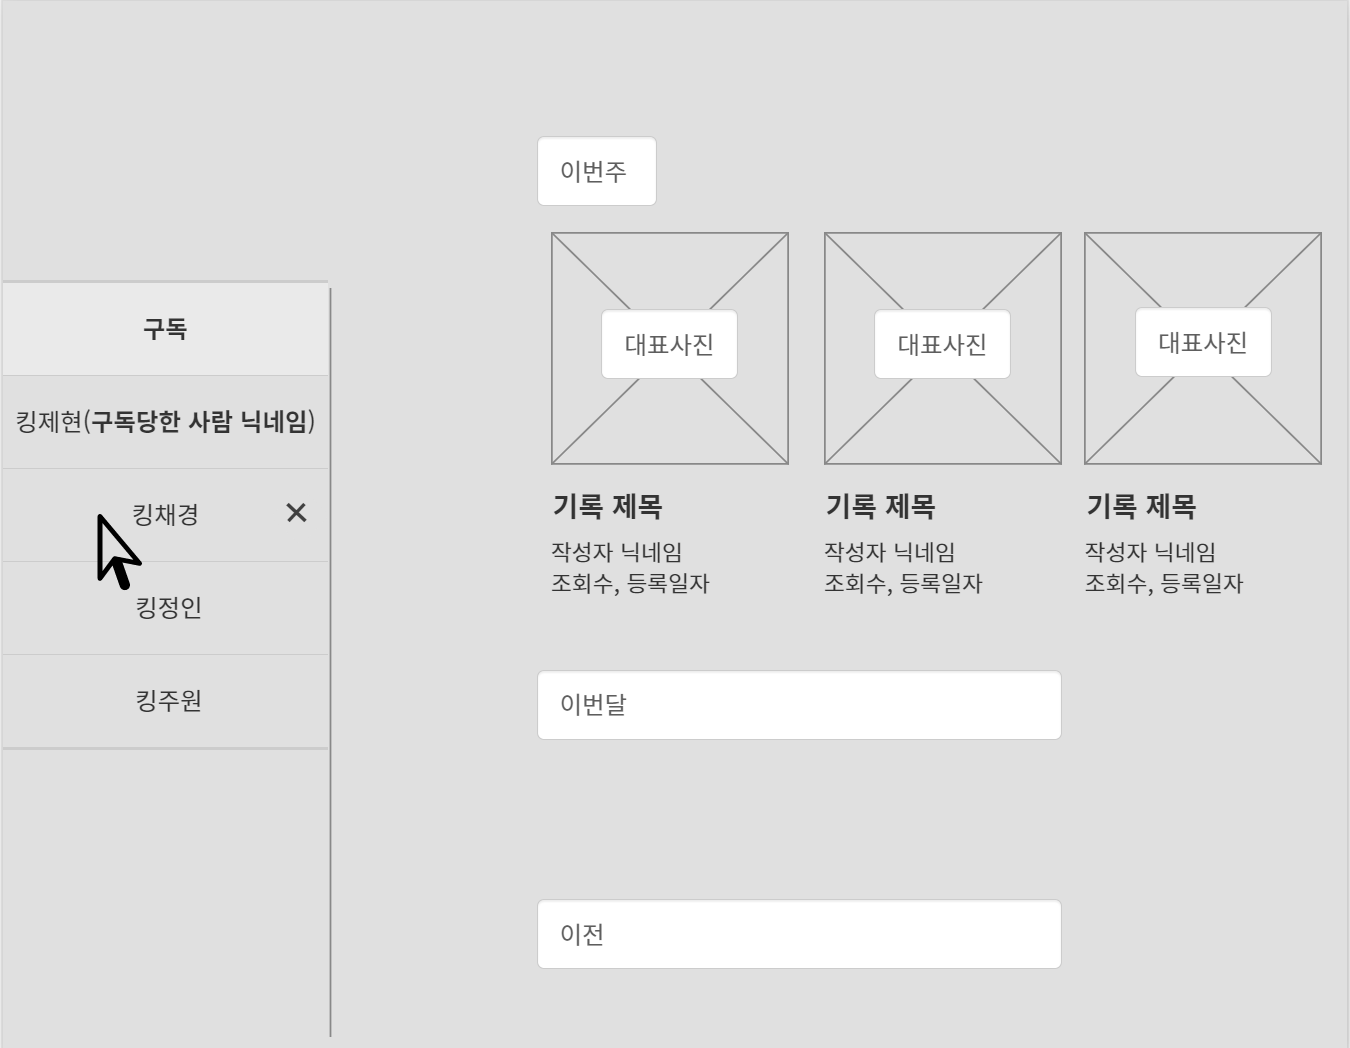 구독
킹제현(구독당한 사람 닉네임)
킹채경
킹정인
킹주원
이번주
대표사진
대표사진
대표사진
기록 제목
작성자 닉네임
조회수, 등록일자
기록 제목
작성자 닉네임
조회수, 등록일자
기록 제목
작성자 닉네임
조회수, 등록일자
이번달
이전